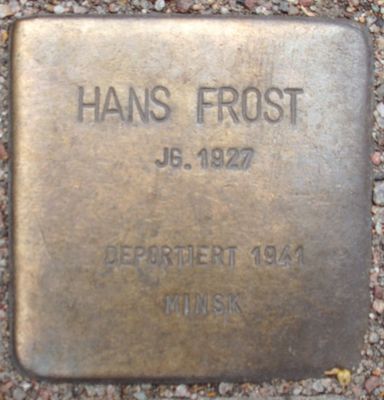 HANS FROST
JG. 1927
DEPORTIERT 1941
MINSK